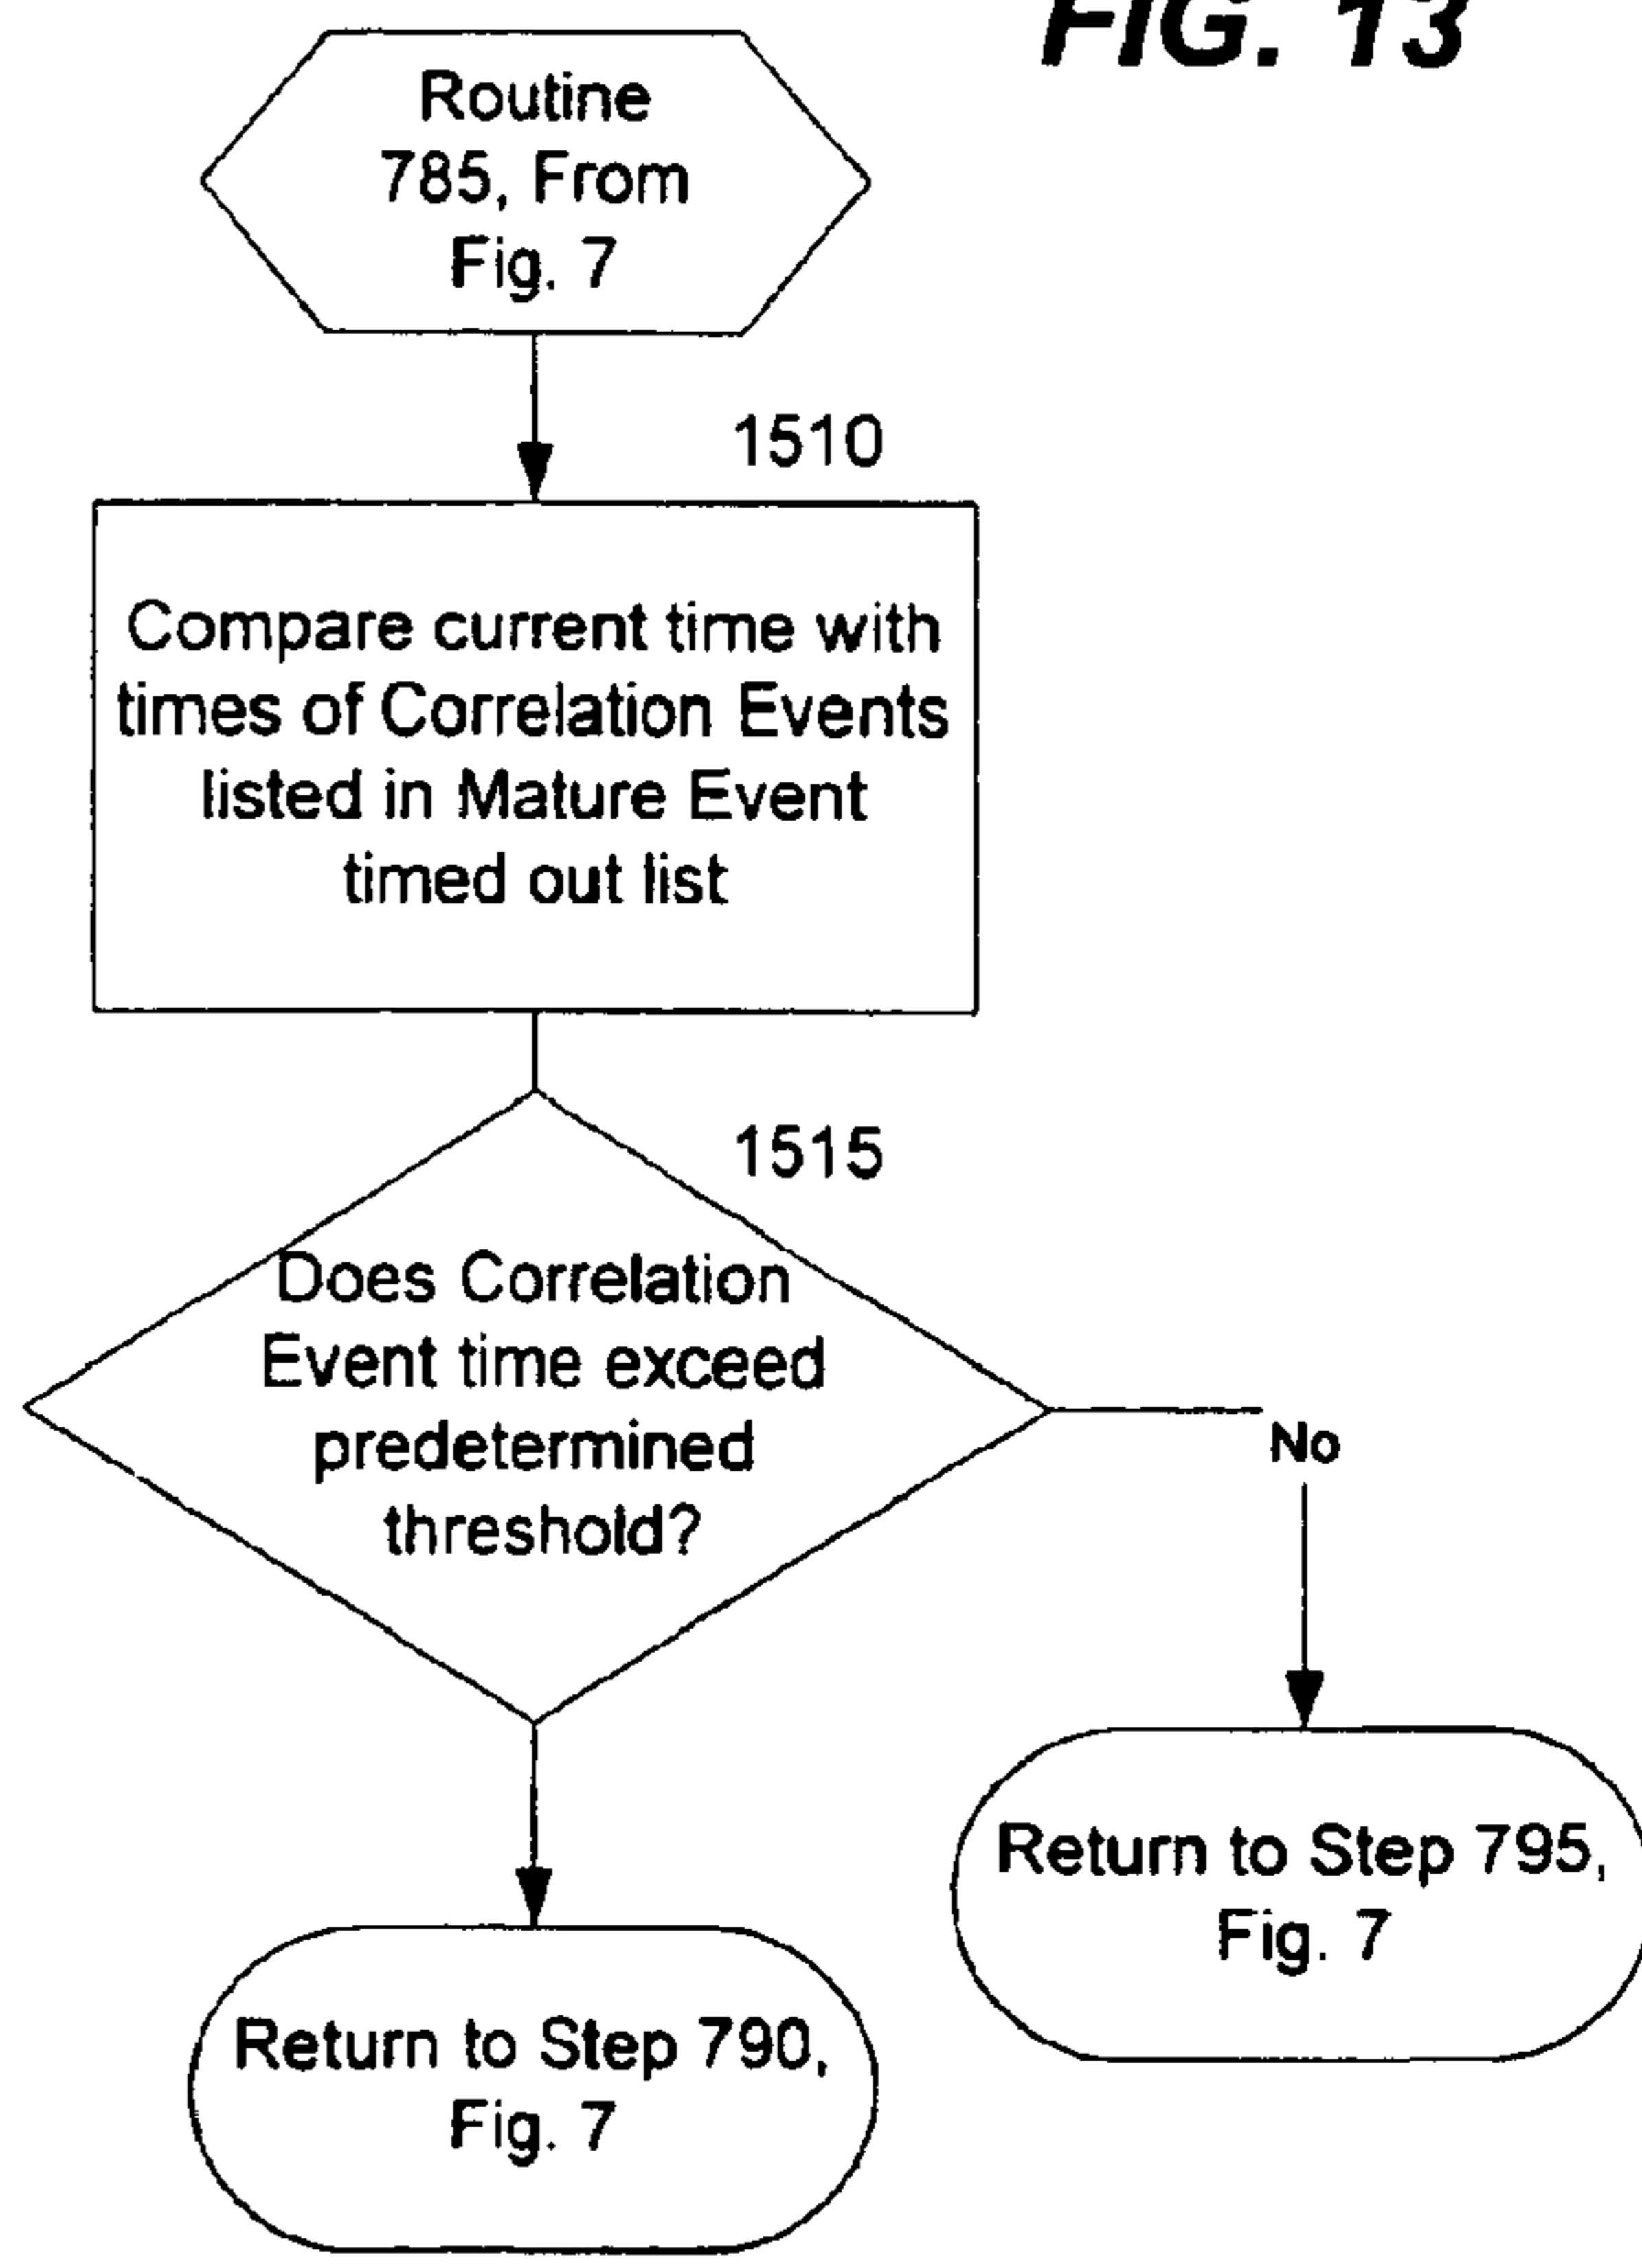 FIG. 13
Routine
785, From
Fig. 7
1510
Compare current time with
times of Correlation Events
listed in Mature Event
timed out list
1515
Does Correlation
Event time exceed
predetermined
threshold?
No
Return to Step 795,
Fig. 7
Return to Step 790,
Fig. 7